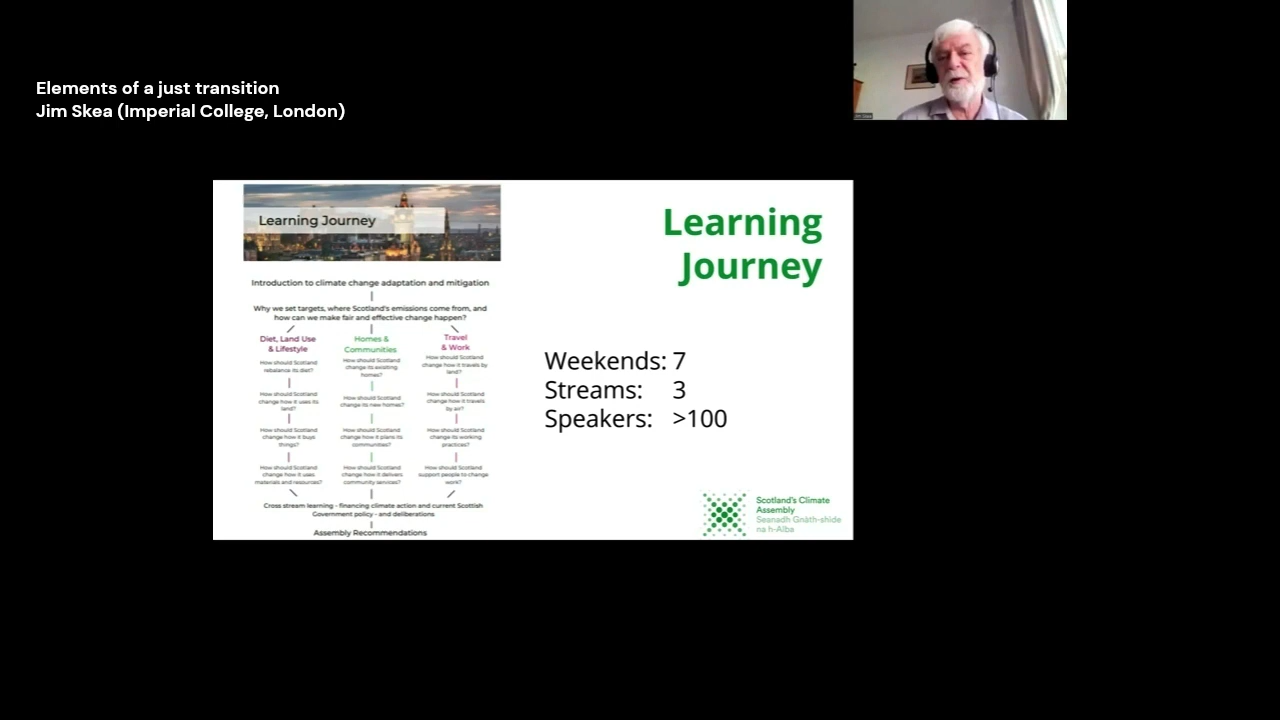 Elements of a just transition
Jim Skea (Imperial College, London)
Jim Skea
Learning Journey
Introduction to climate change adaptation and mitigation
Why we set targets, where Scotland's emissions come from, and
how can we make fair and effective change happen?
Diet, Land Use
& Lifestyle
How should Scotland
rebalance its diet?
How should Scotland
change how it uses its
land?
How should Scotland
change how it buys
things?
How should Scotland
change how it uses
materials and resources?
Homes &
Communities
How should Scotland
change its existing
homes?
How should Scotland
change its new homes?
How should Scotland
change how it plans its
communities?
How should Scotland
change how it delivers
community services?
Travel
& Work
How should Scotland
change how it travels by
land?
How should Scotland
change how it travels
by air?
How should Scotland
change its working
practices?
How should Scotland
support people to change
work?
Cross stream learning - financing climate action and current Scottish
Government policy - and deliberations
Assembly Recommendations
Learning
Journey
Weekends: 7
Streams: 3
Speakers: >100
Scotland's Climate
Assembly
Seanadh Gnàth-shìde
na h-Alba